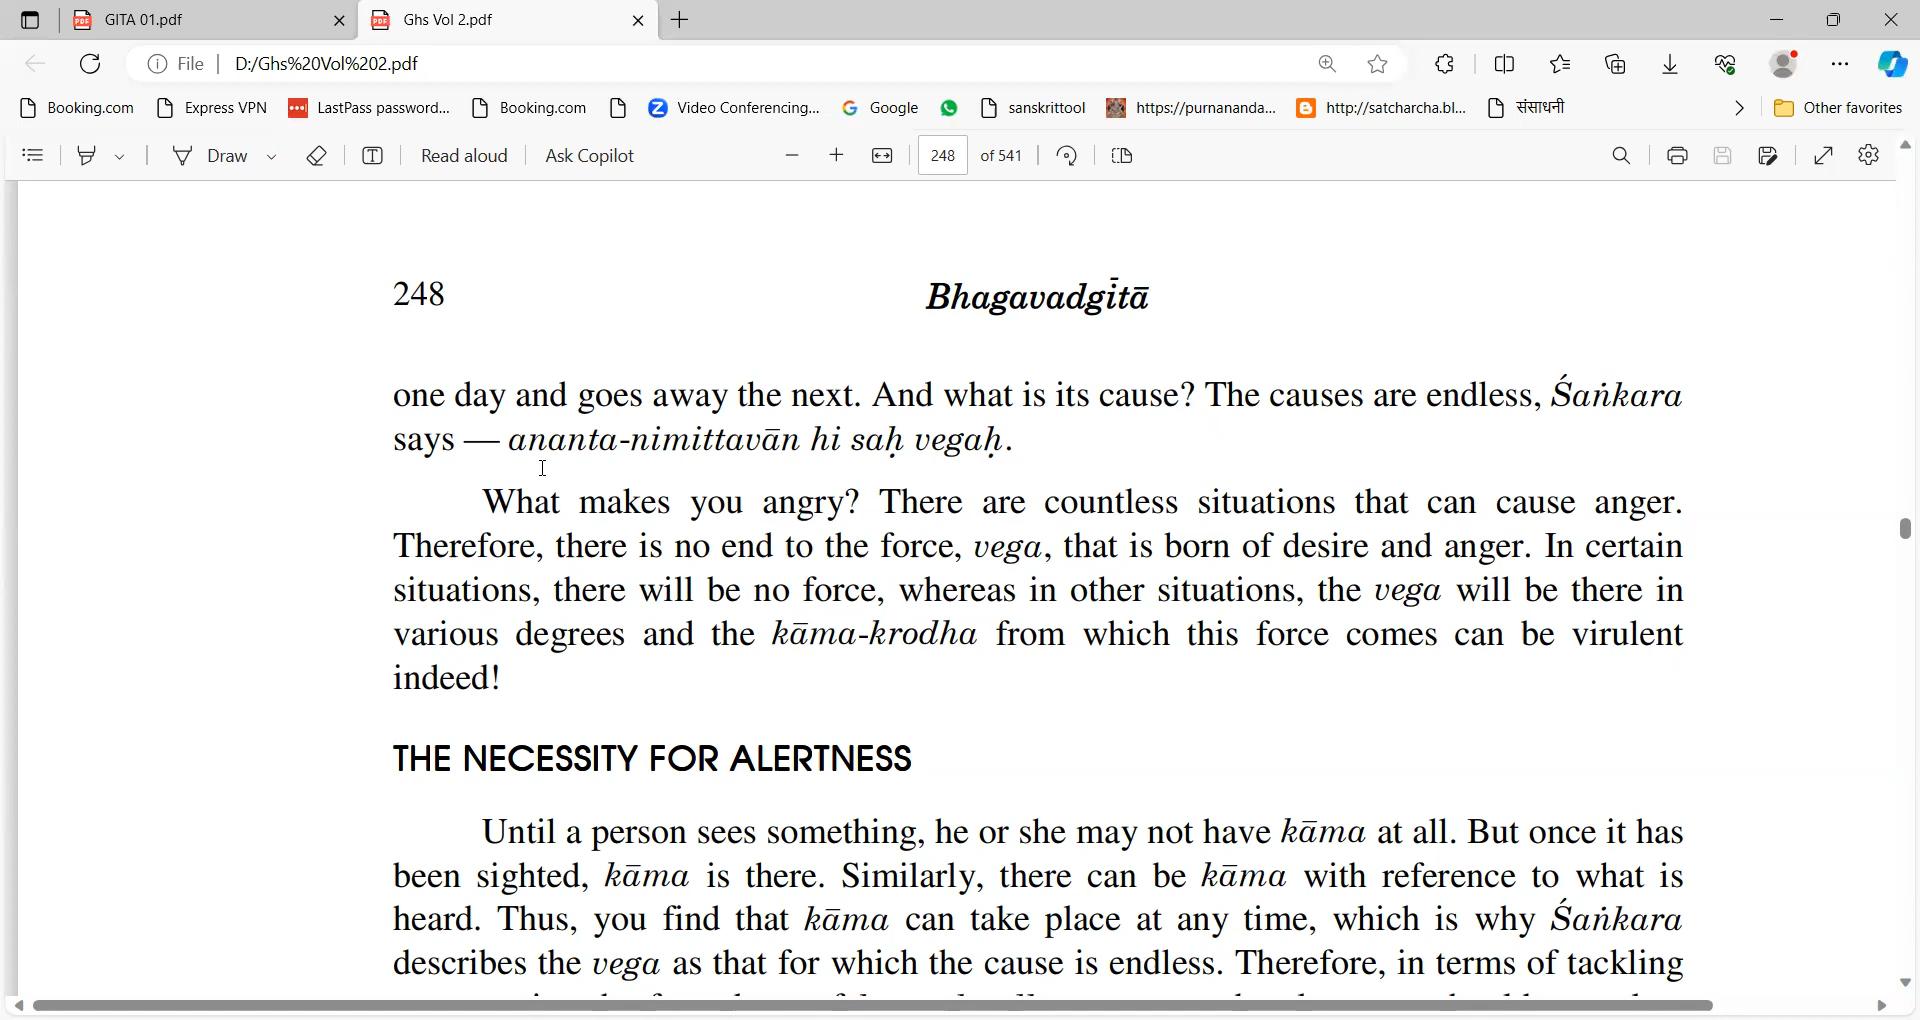 GITA 01.pdf
Ghs Vol 2.pdf
File | D:/Ghs%20Vol%202.pdf
Booking.com Express VPN LastPass password... Booking.com Video Conferencing... Google sanskrittool https://purnananda... http://satcharcha.bl... संसाधनी Other favorites
Draw Read aloud Ask Copilot 248 of 541
248 Bhagavadgītā
one day and goes away the next. And what is its cause? The causes are endless, Śaṅkara
says — ananta-nimittavān hi saḥ vegaḥ.
What makes you angry? There are countless situations that can cause anger.
Therefore, there is no end to the force, vega, that is born of desire and anger. In certain
situations, there will be no force, whereas in other situations, the vega will be there in
various degrees and the kāma-krodha from which this force comes can be virulent
indeed!
THE NECESSITY FOR ALERTNESS
Until a person sees something, he or she may not have kāma at all. But once it has
been sighted, kāma is there. Similarly, there can be kāma with reference to what is
heard. Thus, you find that kāma can take place at any time, which is why Śaṅkara
describes the vega as that for which the cause is endless. Therefore, in terms of tackling